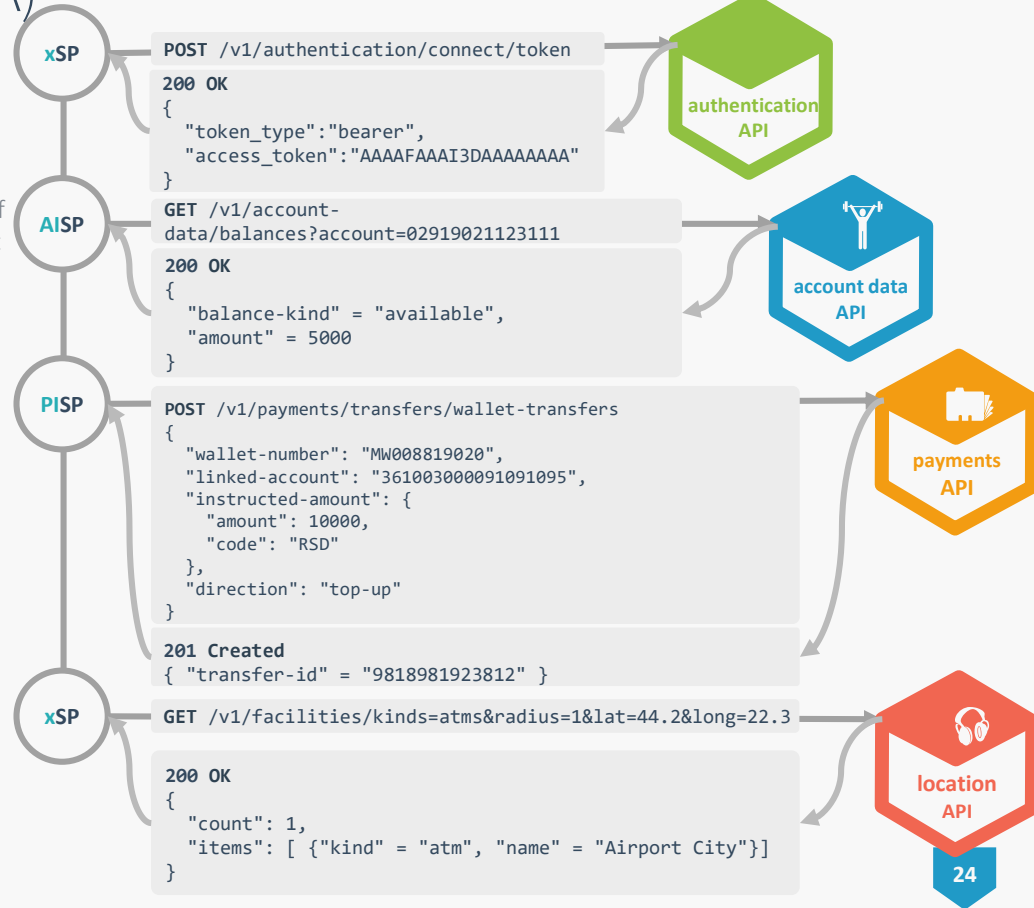 xSP
POST /v1/authentication/connect/token
200 OK
{
  "token_type":"bearer",
  "access_token":"AAAAFAAAI3DAAAAAAAA"
}
authentication
API
AISP
GET /v1/account-
data/balances?account=02919021123111
200 OK
{
  "balance-kind" = "available",
  "amount" = 5000
}
account data
API
PISP
POST /v1/payments/transfers/wallet-transfers
{
  "wallet-number": "MW008819020",
  "linked-account": "361003000091091095",
  "instructed-amount": {
    "amount": 10000,
    "code": "RSD"
  },
  "direction": "top-up"
}
201 Created
{ "transfer-id" = "9818981923812" }
payments
API
xSP
GET /v1/facilities/kinds=atms&radius=1&lat=44.2&long=22.3
200 OK
{
  "count": 1,
  "items": [ {"kind" = "atm", "name" = "Airport City"}]
}
location
API
24